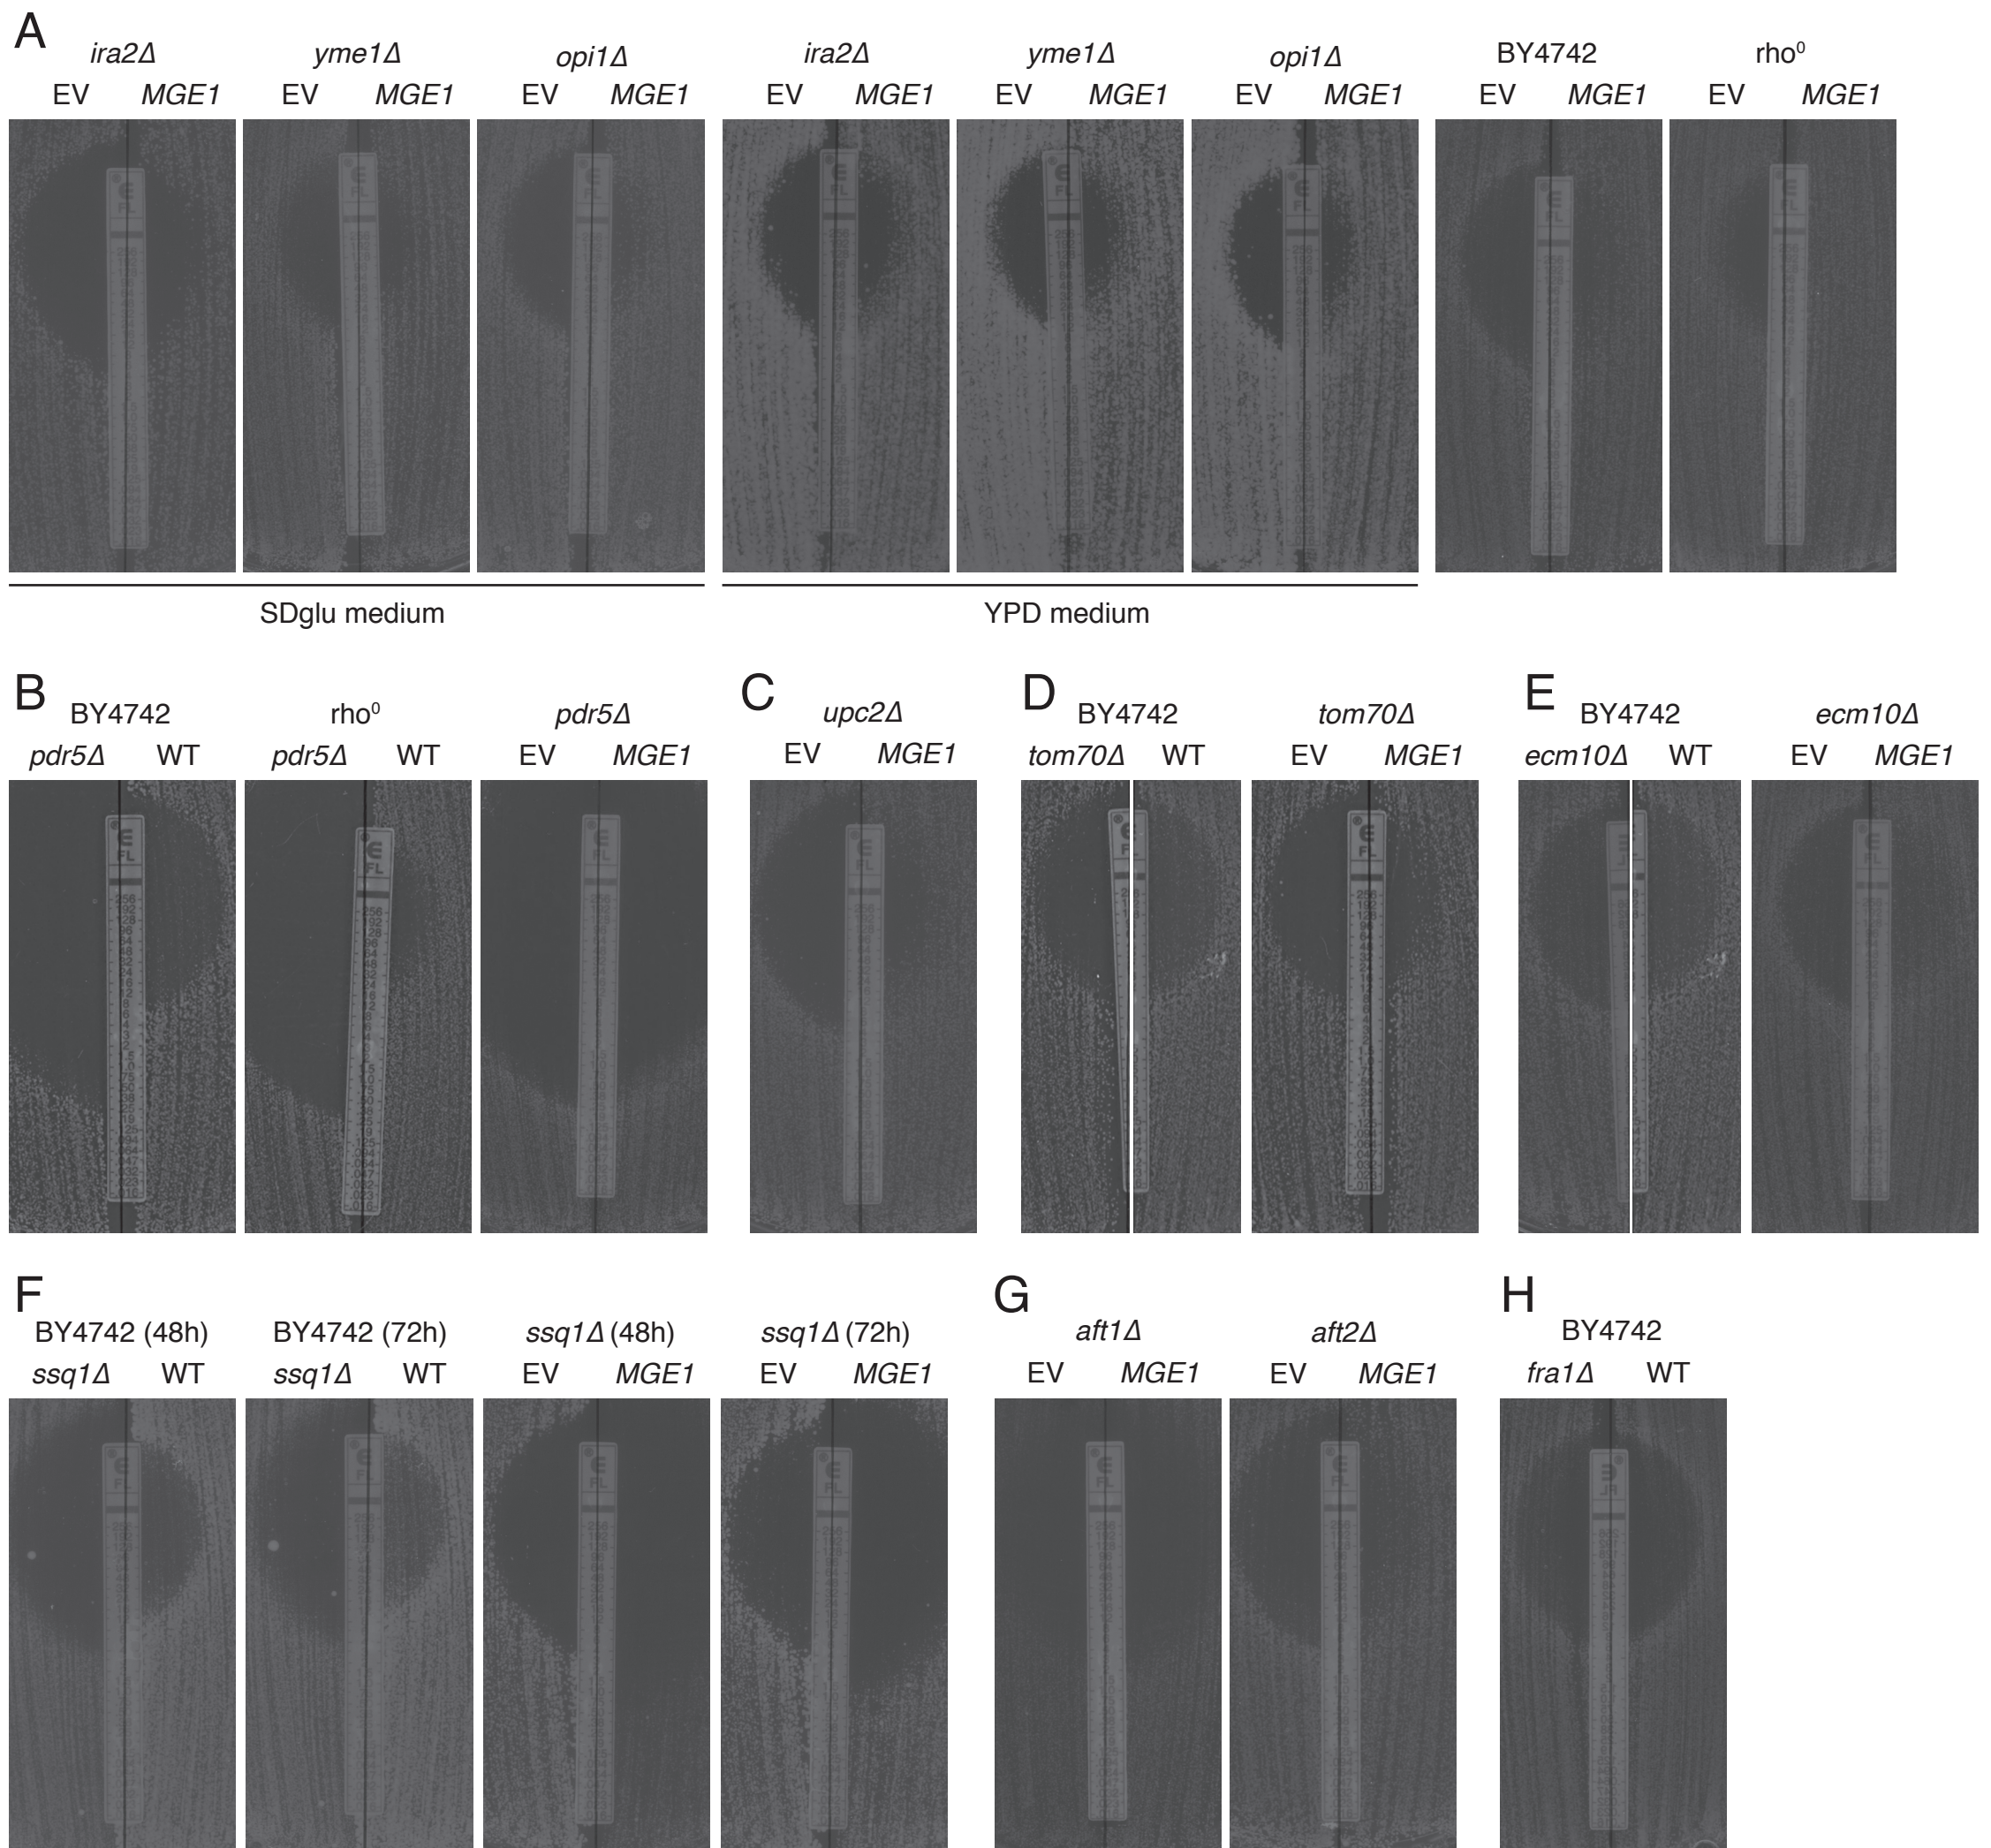 A
ira2Δ yme1Δ opi1Δ ira2Δ yme1Δ opi1Δ BY4742 rho⁰
EV MGE1 EV MGE1 EV MGE1 EV MGE1 EV MGE1 EV MGE1 EV MGE1 EV MGE1
SDglu medium YPD medium
B C D E
BY4742 rho⁰ pdr5Δ upc2Δ BY4742 tom70Δ BY4742 ecm10Δ
pdr5Δ WT pdr5Δ WT EV MGE1 EV MGE1 tom70Δ WT EV MGE1 ecm10Δ WT EV MGE1
F G H
BY4742 (48h) BY4742 (72h) ssq1Δ (48h) ssq1Δ (72h) aft1Δ aft2Δ BY4742
ssq1Δ WT ssq1Δ WT EV MGE1 EV MGE1 EV MGE1 EV MGE1 fra1Δ WT